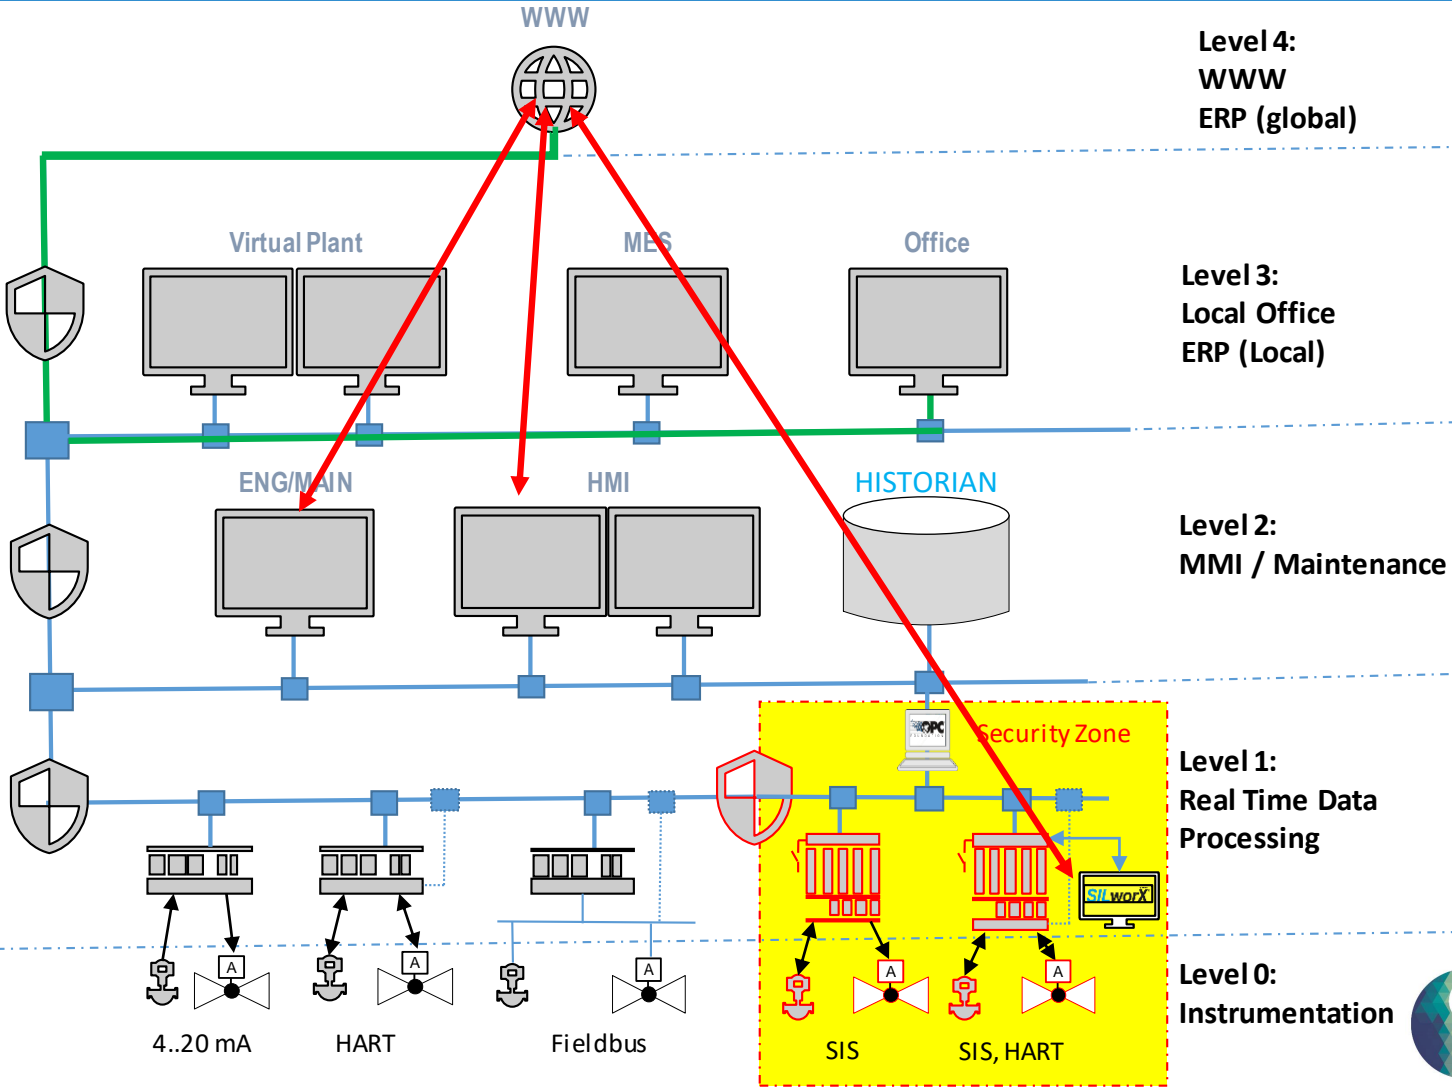 WWW
Level 4:
WWW
ERP (global)
Virtual Plant
MES
Office
Level 3:
Local Office
ERP (Local)
ENG/MAIN
HMI
HISTORIAN
Level 2:
MMI / Maintenance
OPC
Security Zone
Level 1:
Real Time Data
Processing
SILworX
A
A
A
A
A
Level 0:
Instrumentation
4..20 mA
HART
Fieldbus
SIS
SIS, HART